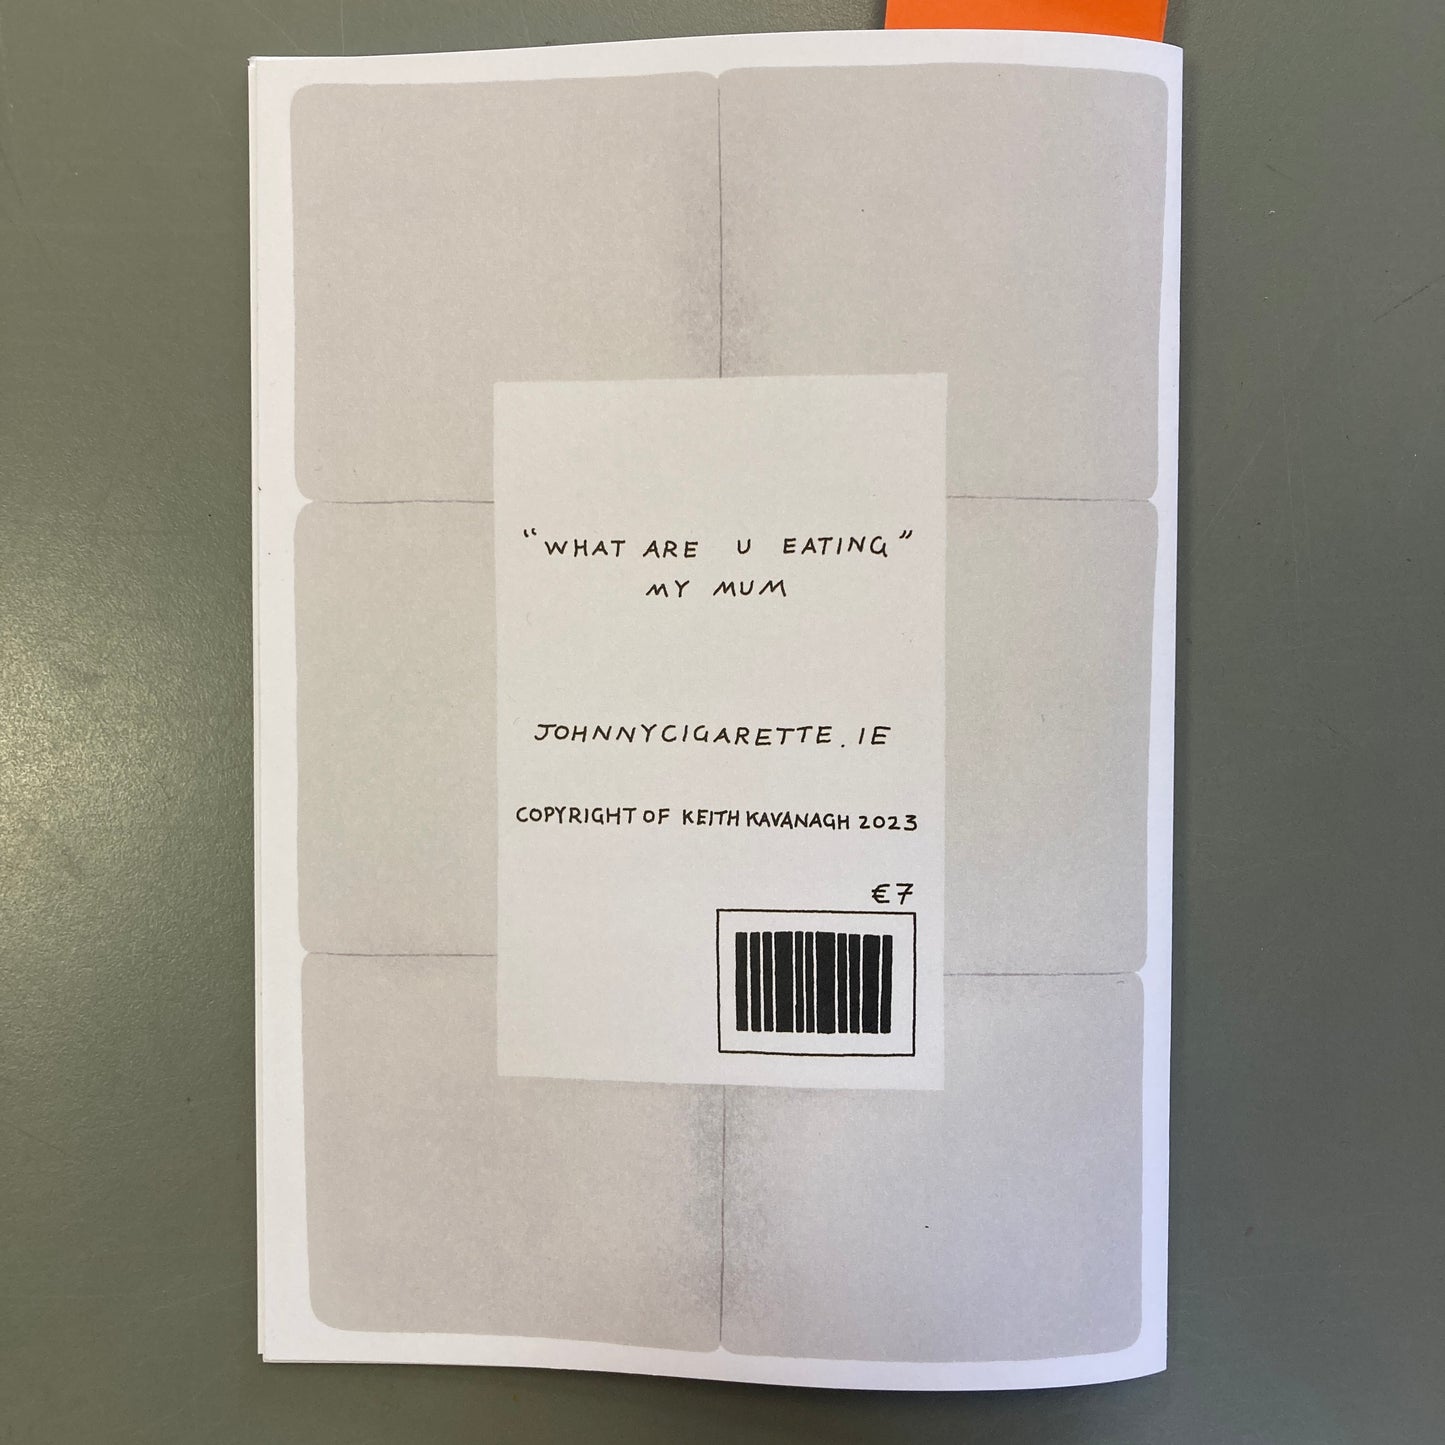 “WHAT ARE U EATING”
MY MUM
JOHNNYCIGARETTE.IE
COPYRIGHT OF KEITH KAVANAGH 2023
€7